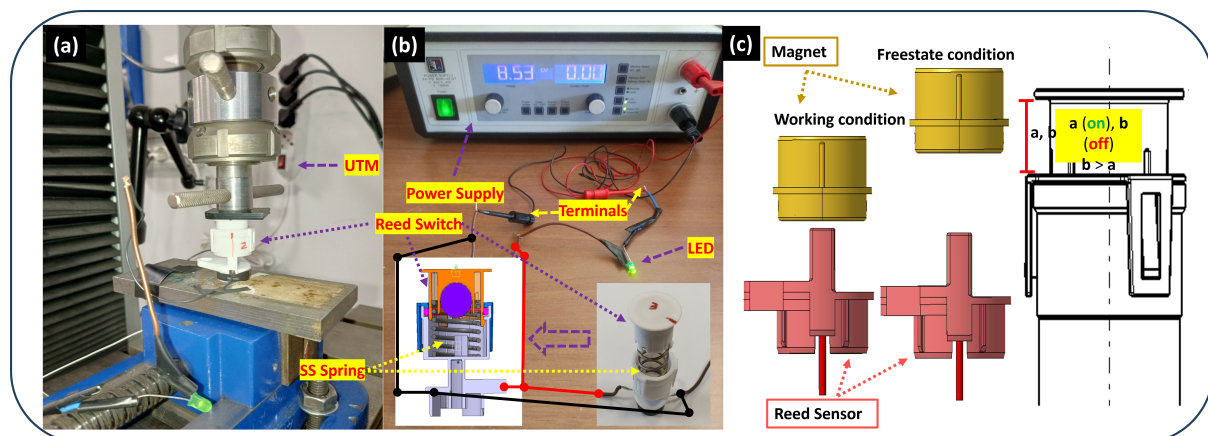 (a)
UTM
2
(b)
8.53
0.00
Power Supply
Reed Switch
Terminals
LED
SS Spring
(c)
Magnet
Freestate condition
Working condition
a, b
a (on), b
(off)
b > a
Reed Sensor